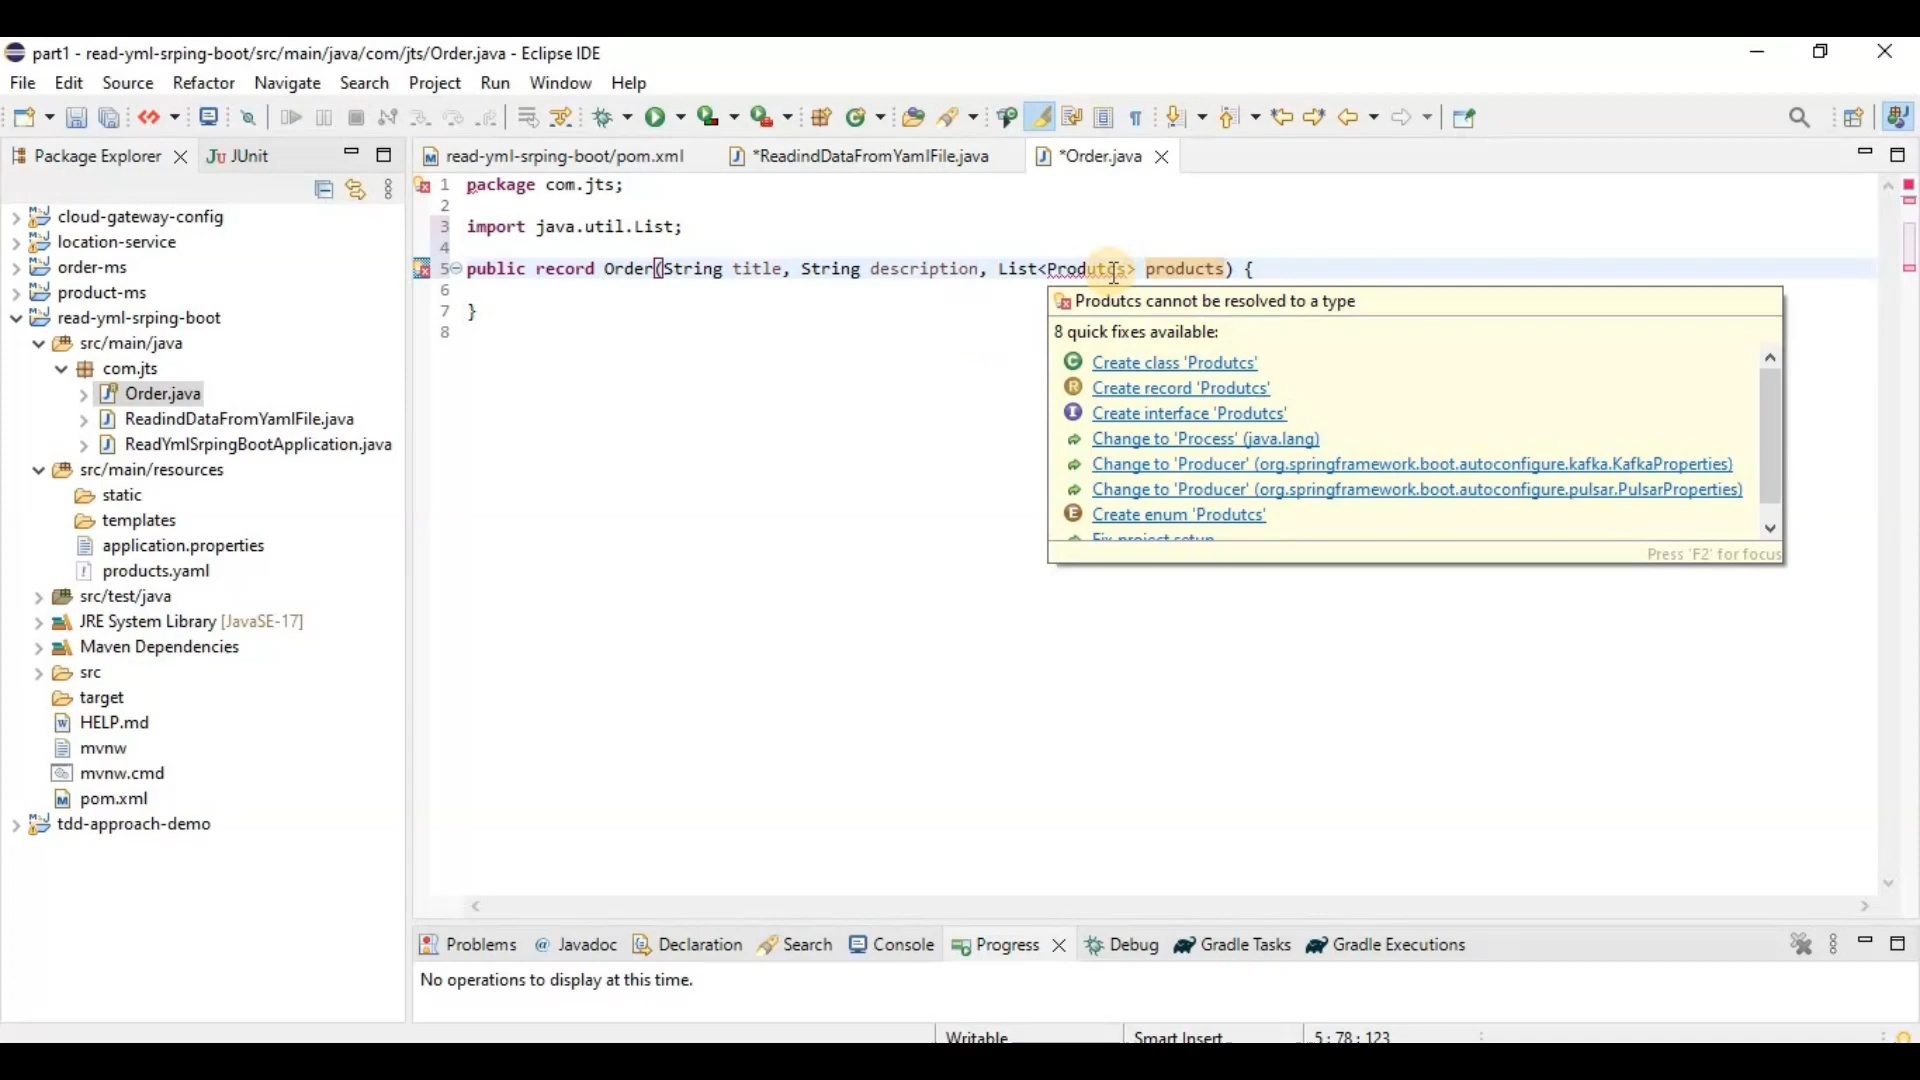 part1 - read-yml-srping-boot/src/main/java/com/jts/Order.java - Eclipse IDE
File Edit Source Refactor Navigate Search Project Run Window Help
Package Explorer JUnit
read-yml-srping-boot/pom.xml *ReadindDataFromYamlFile.java *Order.java
cloud-gateway-config
location-service
order-ms
product-ms
read-yml-srping-boot
src/main/java
com.jts
Order.java
ReadindDataFromYamlFile.java
ReadYmlSrpingBootApplication.java
src/main/resources
static
templates
application.properties
products.yaml
src/test/java
JRE System Library [JavaSE-17]
Maven Dependencies
src
target
HELP.md
mvnw
mvnw.cmd
pom.xml
tdd-approach-demo
1 package com.jts;
2
3 import java.util.List;
4
5 public record Order(String title, String description, List<Produtcs> products) {
6
7 }
8
Produtcs cannot be resolved to a type
8 quick fixes available:
Create class 'Produtcs'
Create record 'Produtcs'
Create interface 'Produtcs'
Change to 'Process' (java.lang)
Change to 'Producer' (org.springframework.boot.autoconfigure.kafka.KafkaProperties)
Change to 'Producer' (org.springframework.boot.autoconfigure.pulsar.PulsarProperties)
Create enum 'Produtcs'
Fix project setup
Press 'F2' for focus
Problems Javadoc Declaration Search Console Progress Debug Gradle Tasks Gradle Executions
No operations to display at this time.
Writable Smart Insert 5 : 78 : 123